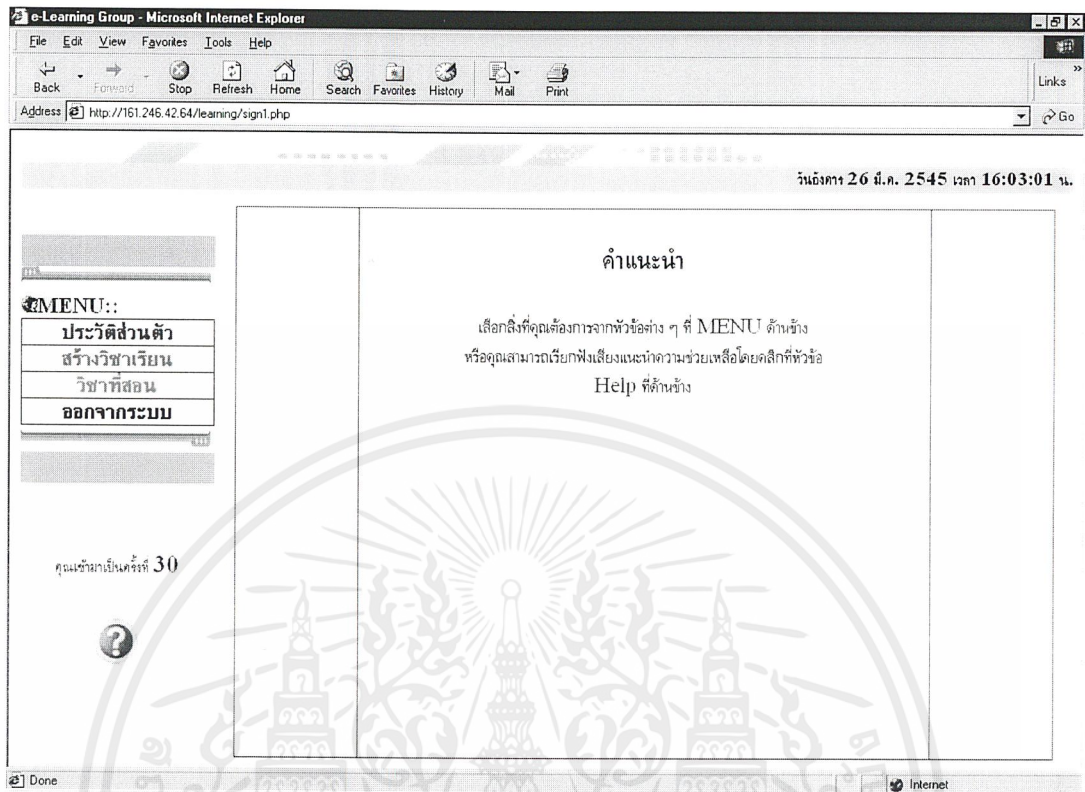 e-Learning Group - Microsoft Internet Explorer
File Edit View Favorites Tools Help
Back Forward Stop Refresh Home Search Favorites History Mail Print Links
Address http://161.246.42.64/learning/sign1.php Go
วันอังคาร 26 มี.ค. 2545 เวลา 16:03:01 น.
คำแนะนำ
MENU::
ประวัติส่วนตัว
สร้างวิชาเรียน
วิชาที่สอน
ออกจากระบบ
เลือกสิ่งที่คุณต้องการจากหัวข้อต่าง ๆ ที่ MENU ด้านข้าง
หรือคุณสามารถเรียกฟังเสียงแนะนำความช่วยเหลือโดยคลิกที่หัวข้อ
Help ที่ด้านข้าง
คุณเข้ามาเป็นครั้งที่ 30
Done Internet